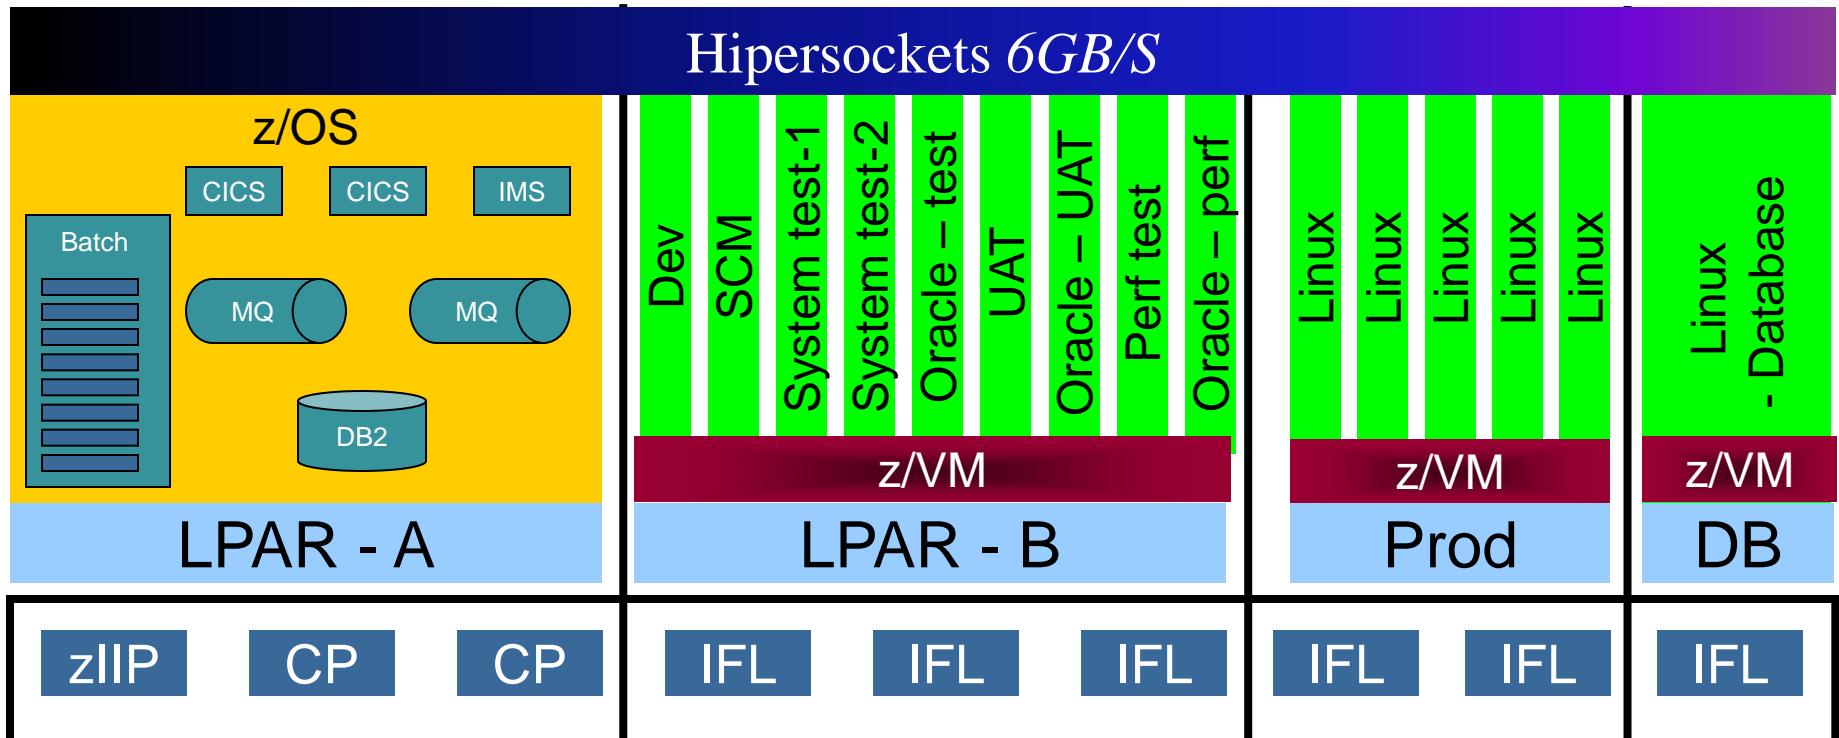 Hipersockets 6GB/S
z/OS
CICS
CICS
IMS
Batch
MQ
MQ
DB2
LPAR - A
Dev
SCM
System test-1
System test-2
Oracle – test
UAT
Oracle – UAT
Perf test
Oracle – perf
z/VM
LPAR - B
Linux
Linux
Linux
Linux
Linux
z/VM
Prod
Linux
- Database
z/VM
DB
zIIP
CP
CP
IFL
IFL
IFL
IFL
IFL
IFL